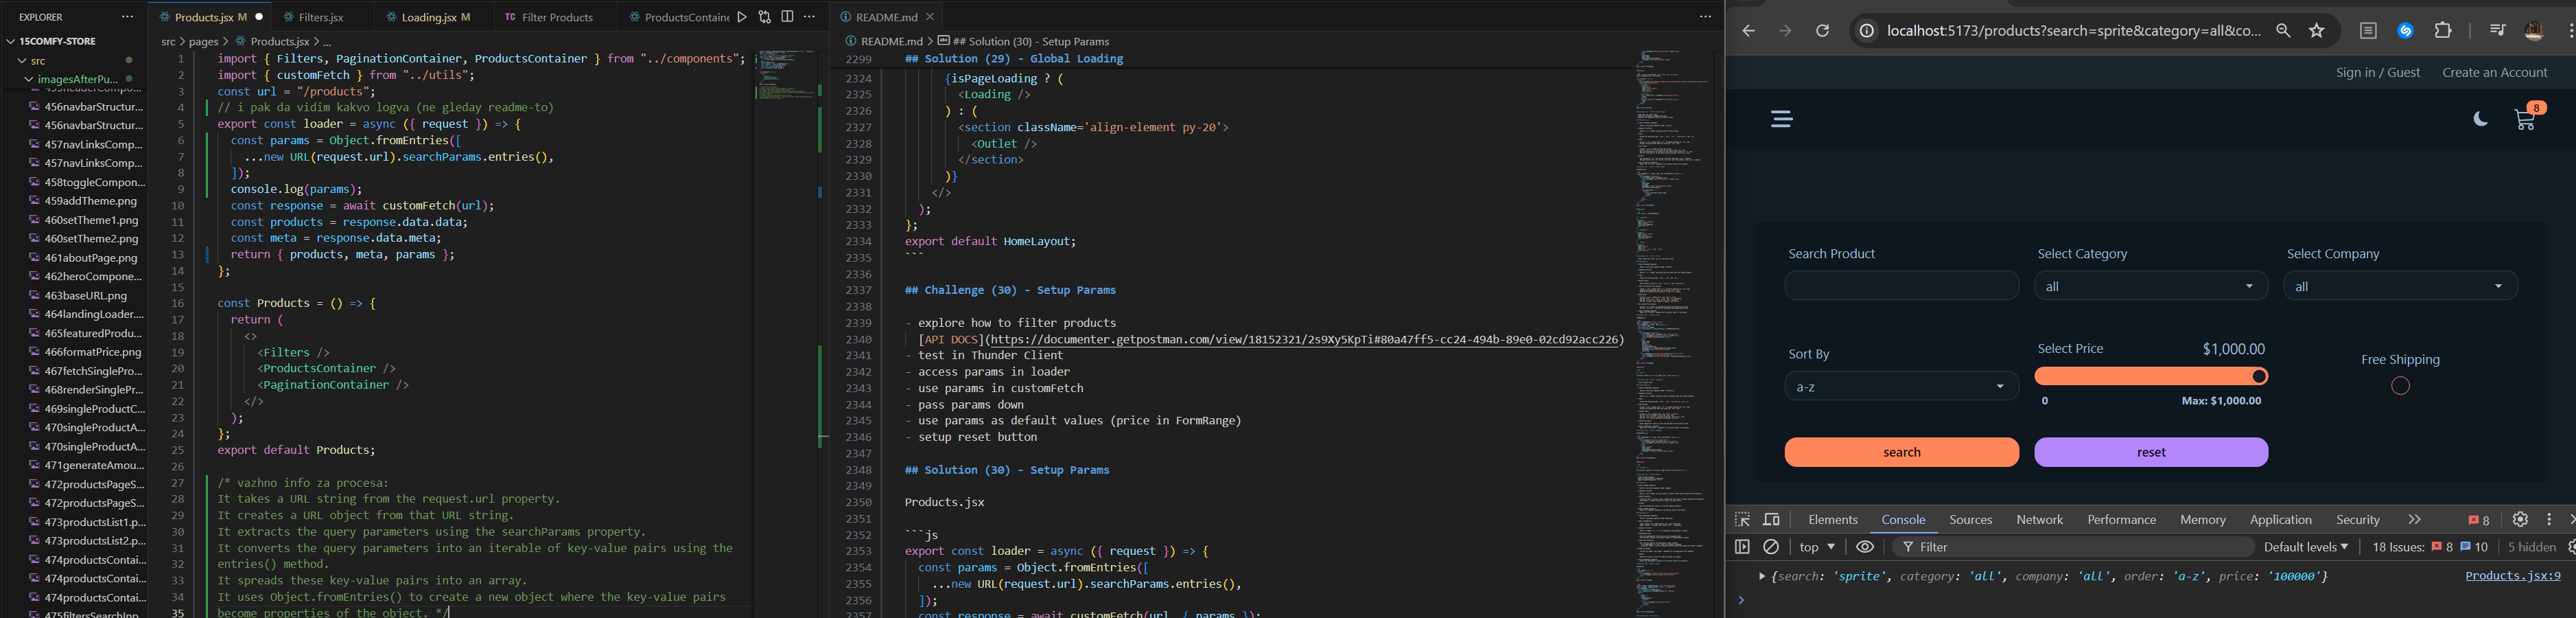 EXPLORER
15COMFY-STORE
src
imagesAfterPu...
456navbarStructur...
456navbarStructur...
457navLinksComp...
457navLinksComp...
458toggleCompon...
459addTheme.png
460setTheme1.png
460setTheme2.png
461aboutPage.png
462heroCompone...
463baseURL.png
464landingLoader....
465featuredProdu...
466formatPrice.png
467fetchSinglePro...
468renderSinglePr...
469singleProductC...
470singleProductA...
470singleProductA...
471generateAmou...
472productsPageS...
472productsPageS...
473productsList1.p...
473productsList2.p...
474productsContai...
474productsContai...
474productsContai...
475filtersSearchInp...
Products.jsx M
Filters.jsx
Loading.jsx M
TC Filter Products
ProductsContaine
src > pages > Products.jsx > ...
1 import { Filters, PaginationContainer, ProductsContainer } from "../components";
2 import { customFetch } from "../utils";
3 const url = "/products";
4 // i pak da vidim kakvo logva (ne gleday readme-to)
5 export const loader = async ({ request }) => {
6 const params = Object.fromEntries([
7 ...new URL(request.url).searchParams.entries(),
8 ]);
9 console.log(params);
10 const response = await customFetch(url);
11 const products = response.data.data;
12 const meta = response.data.meta;
13 return { products, meta, params };
14 };
15
16 const Products = () => {
17 return (
18 <>
19 <Filters />
20 <ProductsContainer />
21 <PaginationContainer />
22 </>
23 );
24 };
25 export default Products;
26
27 /* vazhno info za procesa:
28 It takes a URL string from the request.url property.
29 It creates a URL object from that URL string.
30 It extracts the query parameters using the searchParams property.
31 It converts the query parameters into an iterable of key-value pairs using the
32 entries() method.
33 It spreads these key-value pairs into an array.
34 It uses Object.fromEntries() to create a new object where the key-value pairs
35 become properties of the object. */
README.md
README.md > ## Solution (30) - Setup Params
2299 ## Solution (29) - Global Loading
2324 {isPageLoading ? (
2325 <Loading />
2326 ) : (
2327 <section className='align-element py-20'>
2328 <Outlet />
2329 </section>
2330 )}
2331 </>
2332 );
2333 };
2334 export default HomeLayout;
2335 ```
2336
2337 ## Challenge (30) - Setup Params
2338
2339 - explore how to filter products
2340 [API DOCS](https://documenter.getpostman.com/view/18152321/2s9Xy5KpTi#80a47ff5-cc24-494b-89e0-02cd92acc226)
2341 - test in Thunder Client
2342 - access params in loader
2343 - use params in customFetch
2344 - pass params down
2345 - use params as default values (price in FormRange)
2346 - setup reset button
2347
2348 ## Solution (30) - Setup Params
2349
2350 Products.jsx
2351
2352 ```js
2353 export const loader = async ({ request }) => {
2354 const params = Object.fromEntries([
2355 ...new URL(request.url).searchParams.entries(),
2356 ]);
2357 const response = await customFetch(url, { params });
localhost:5173/products?search=sprite&category=all&co...
Sign in / Guest Create an Account
8
Search Product
Select Category
all
Select Company
all
Sort By
a-z
Select Price $1,000.00
0 Max: $1,000.00
Free Shipping
search
reset
Elements Console Sources Network Performance Memory Application Security 8
top Filter Default levels 18 Issues: 8 10 5 hidden
{search: 'sprite', category: 'all', company: 'all', order: 'a-z', price: '100000'} Products.jsx:9